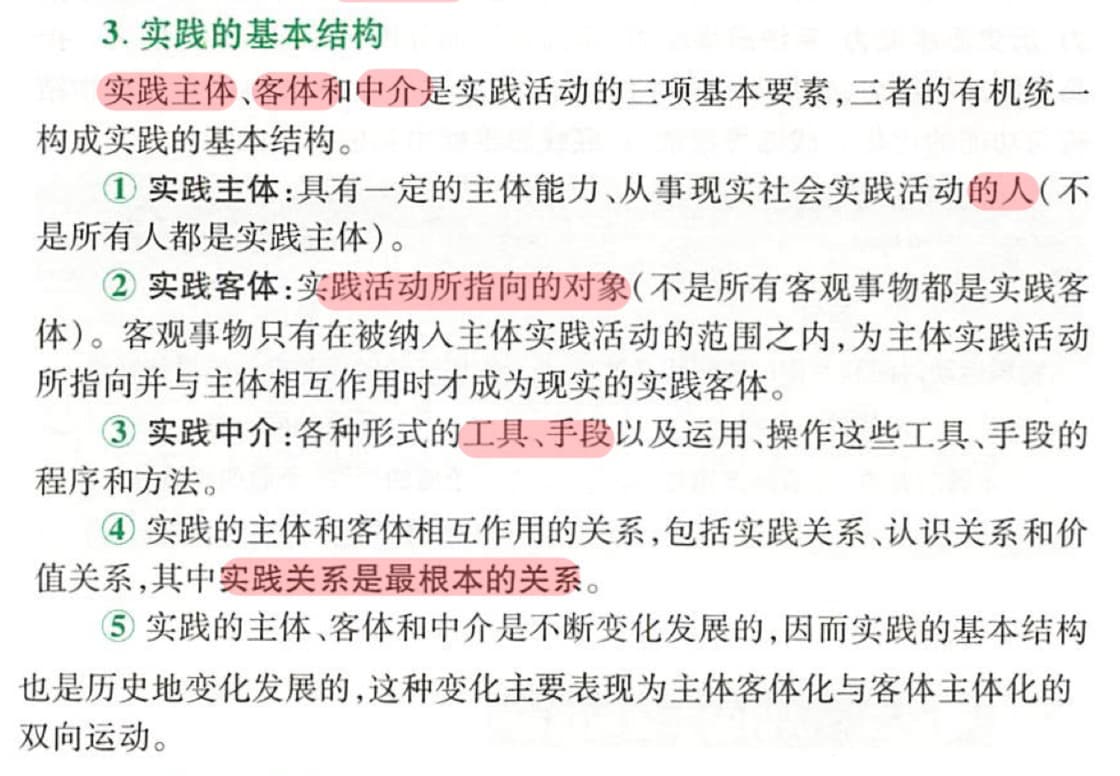 3. 实践的基本结构
实践主体、客体和中介是实践活动的三项基本要素,三者的有机统一
构成实践的基本结构。
① 实践主体:具有一定的主体能力、从事现实社会实践活动的人(不
是所有人都是实践主体)。
② 实践客体:实践活动所指向的对象(不是所有客观事物都是实践客
体)。客观事物只有在被纳入主体实践活动的范围之内,为主体实践活动
所指向并与主体相互作用时才成为现实的实践客体。
③ 实践中介:各种形式的工具、手段以及运用、操作这些工具、手段的
程序和方法。
④ 实践的主体和客体相互作用的关系,包括实践关系、认识关系和价
值关系,其中实践关系是最根本的关系。
⑤ 实践的主体、客体和中介是不断变化发展的,因而实践的基本结构
也是历史地变化发展的,这种变化主要表现为主体客体化与客体主体化的
双向运动。